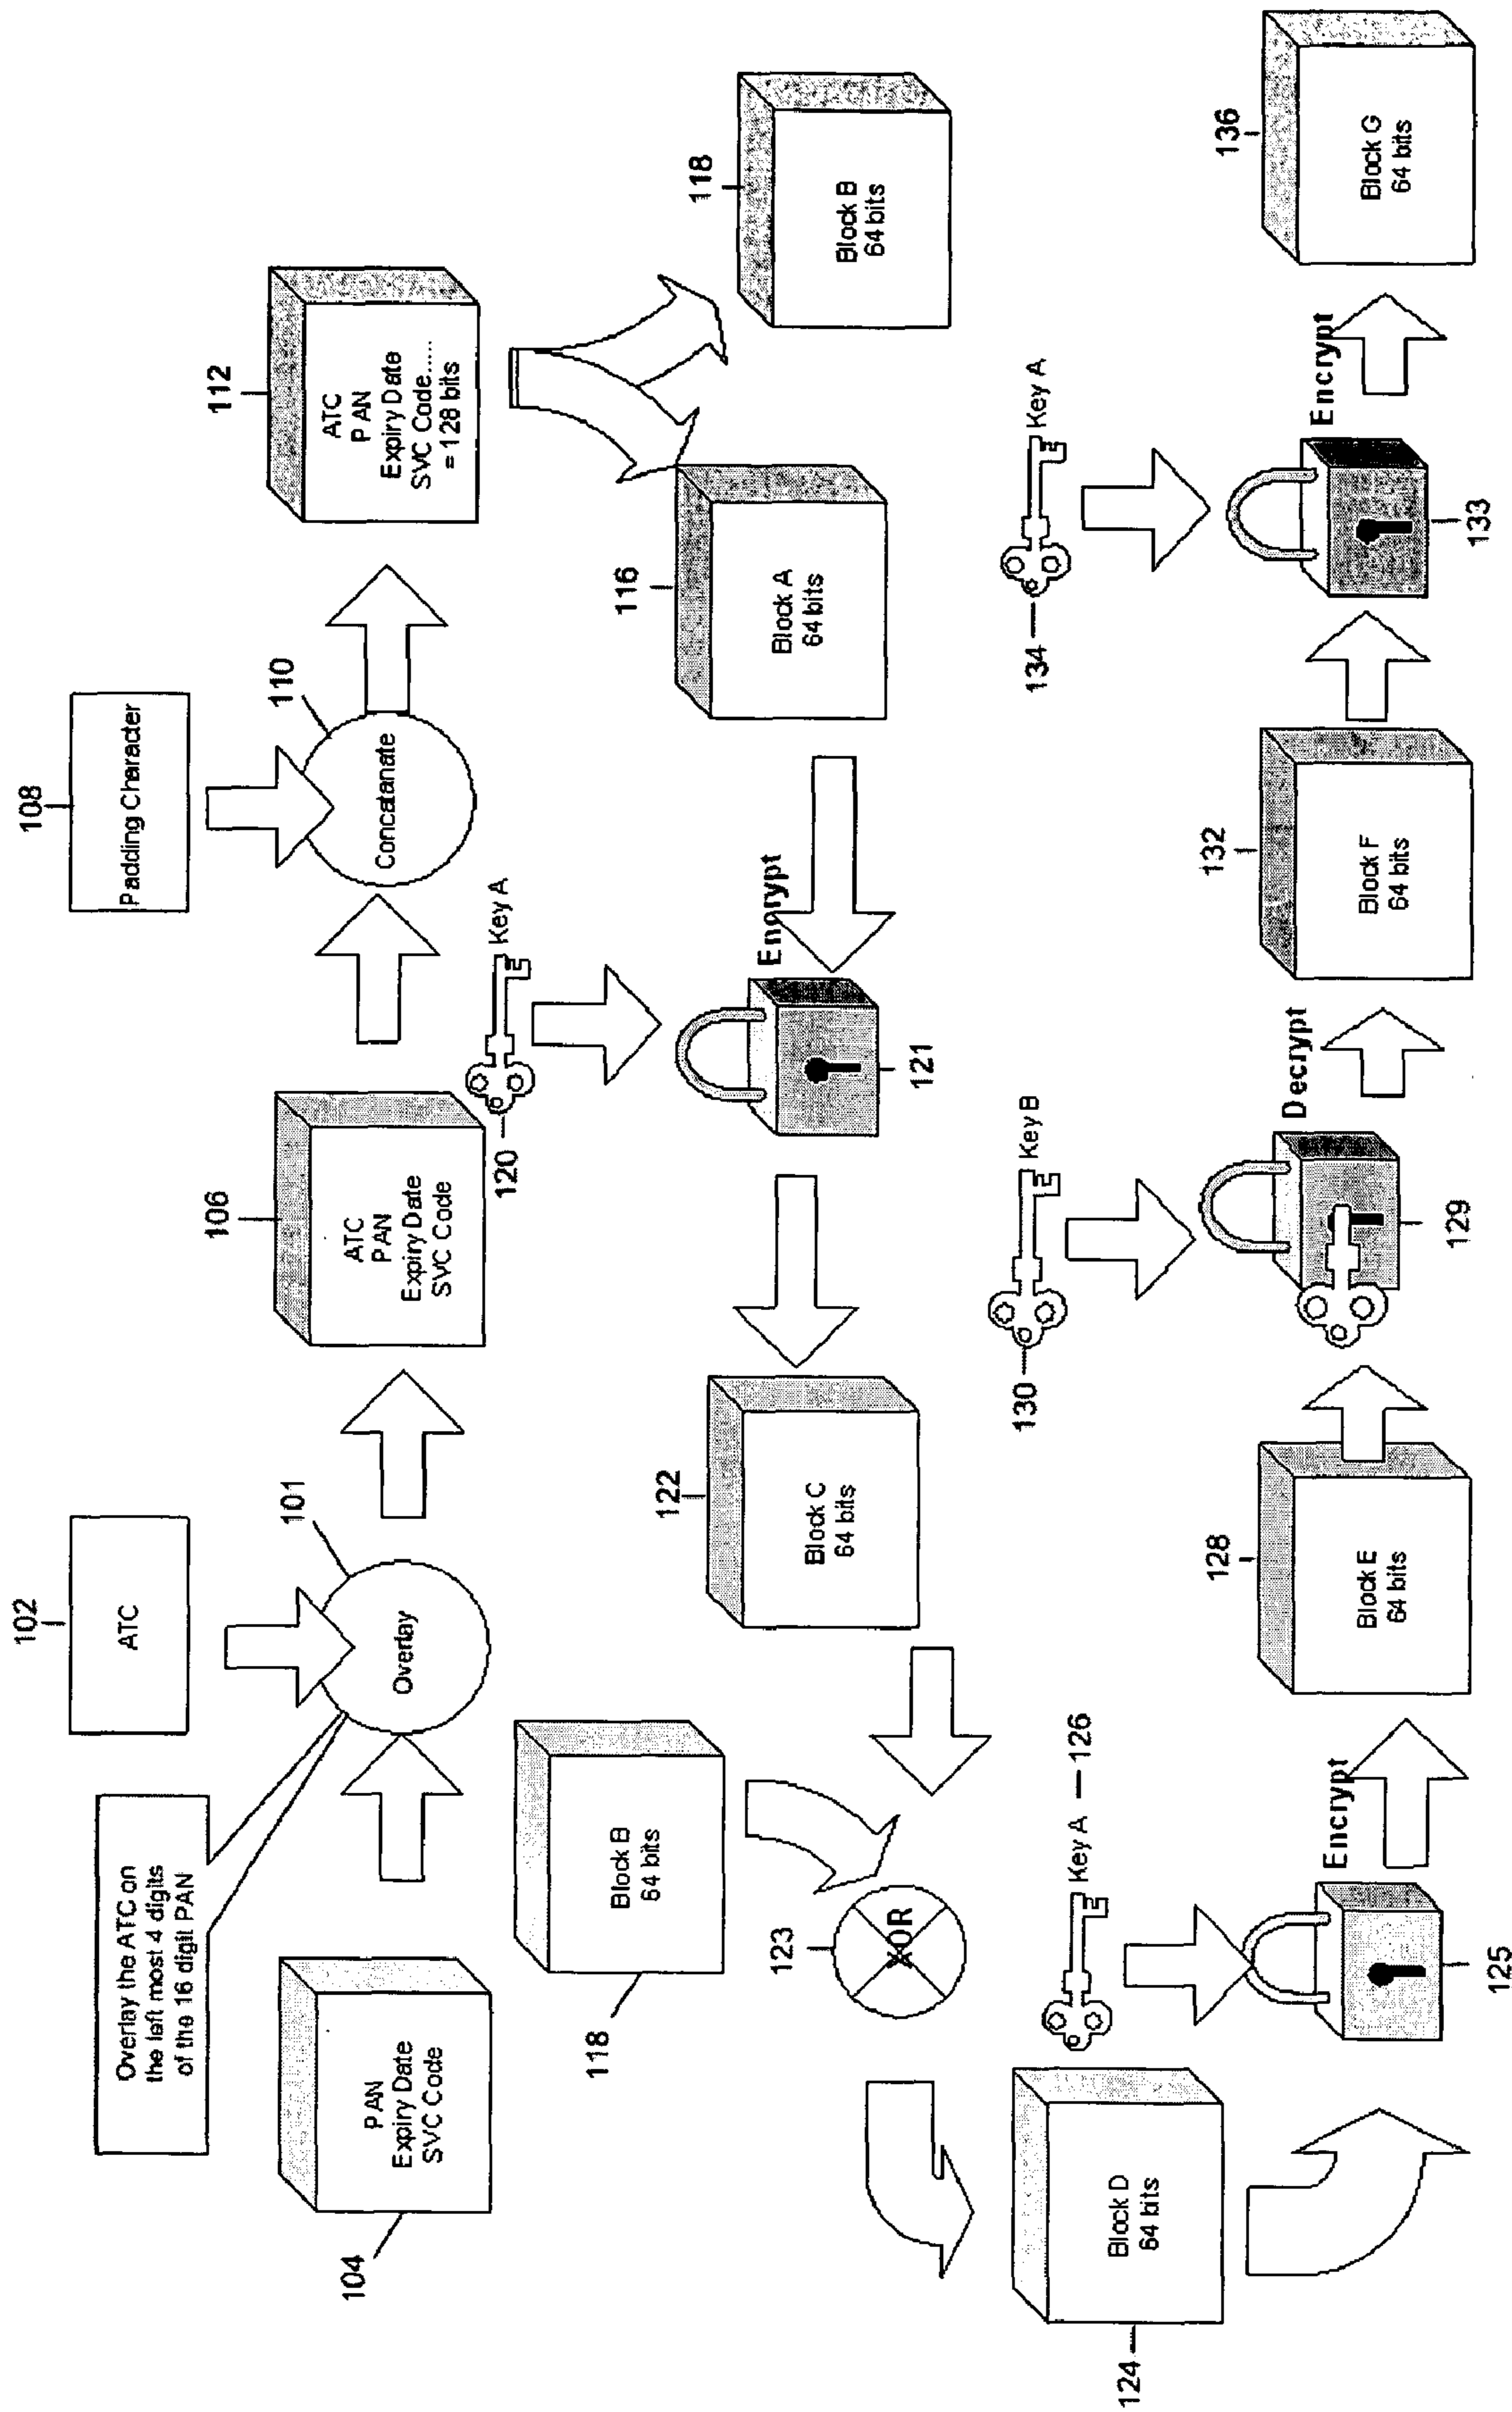 102
ATC
108
Padding Character
Overlay the ATC on
the left most 4 digits
of the 16 digit PAN
101
Overlay
110
Concatanate
104
PAN
Expiry Date
SVC Code
106
ATC
PAN
Expiry Date
SVC Code
112
ATC
PAN
Expiry Date
SVC Code.....
= 128 bits
118
Block B
64 bits
123
XOR
122
Block C
64 bits
120
Key A
Encrypt
121
116
Block A
64 bits
118
Block B
64 bits
124
Block D
64 bits
Key A
126
Encrypt
125
128
Block E
64 bits
130
Key B
Decrypt
129
132
Block F
64 bits
134
Key A
Encrypt
133
136
Block G
64 bits